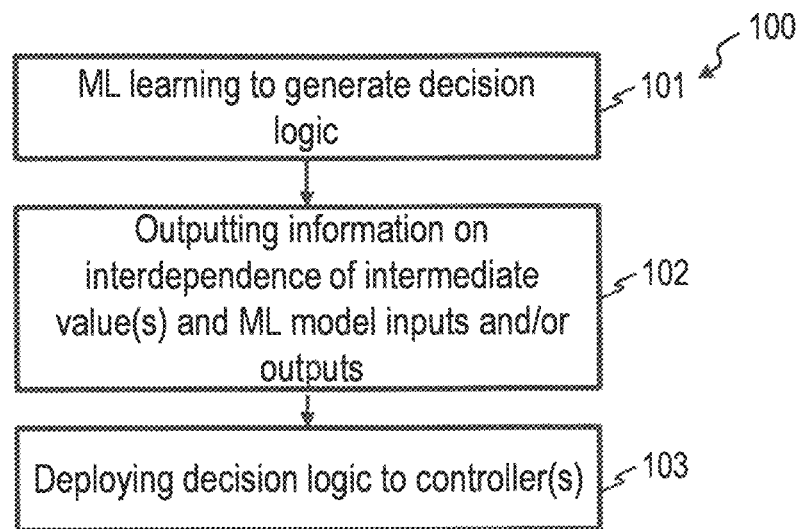 100
ML learning to generate decision
logic
101
Outputting information on
interdependence of intermediate
value(s) and ML model inputs and/or
outputs
102
Deploying decision logic to controller(s)
103